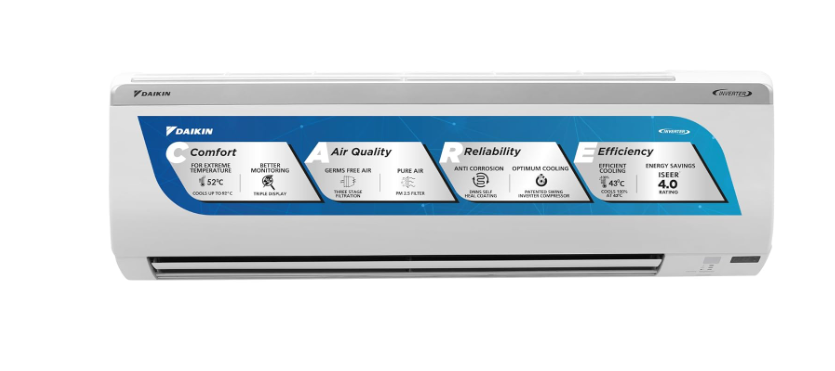 DAIKIN
INVERTER
DAIKIN
INVERTER
C Comfort
FOR EXTREME
TEMPERATURE
52°C
COOLS UP TO 52°C
BETTER
MONITORING
TRIPLE DISPLAY
A Air Quality
GERMS FREE AIR
THREE STAGE
FILTRATION
PURE AIR
PM 2.5 FILTER
R Reliability
ANTI CORROSION
DNNS SELF
HEAL COATING
OPTIMUM COOLING
PATENTED SWING
INVERTER COMPRESSOR
E Efficiency
EFFICIENT
COOLING
43°C
COOLS 100%
AT 43°C
ENERGY SAVINGS
ISEER
4.0
RATING